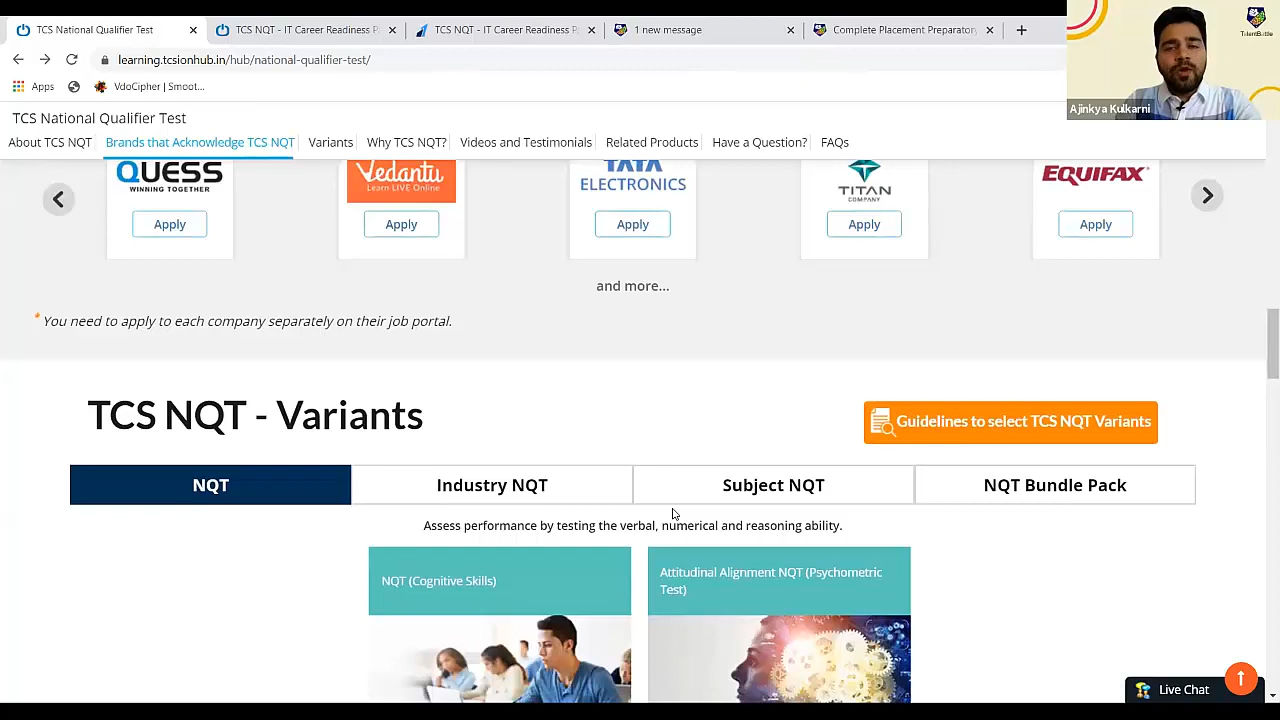 TCS National Qualifier Test
TCS NQT - IT Career Readiness
TCS NQT - IT Career Readiness P
1 new message
Complete Placement Preparatory
TalentBattle
learning.tcsionhub.in/hub/national-qualifier-test/
Apps
VdoCipher | Smoot...
Ajinkya Kulkarni
TCS National Qualifier Test
About TCS NQT
Brands that Acknowledge TCS NQT
Variants
Why TCS NQT?
Videos and Testimonials
Related Products
Have a Question?
FAQs
QUESS
WINNING TOGETHER
Apply
Vedantu
Learn LIVE Online
Apply
TATA
ELECTRONICS
Apply
TITAN
COMPANY
Apply
EQUIFAX
Apply
and more...
* You need to apply to each company separately on their job portal.
TCS NQT - Variants
Guidelines to select TCS NQT Variants
NQT
Industry NQT
Subject NQT
NQT Bundle Pack
Assess performance by testing the verbal, numerical and reasoning ability.
NQT (Cognitive Skills)
Attitudinal Alignment NQT (Psychometric
Test)
Live Chat